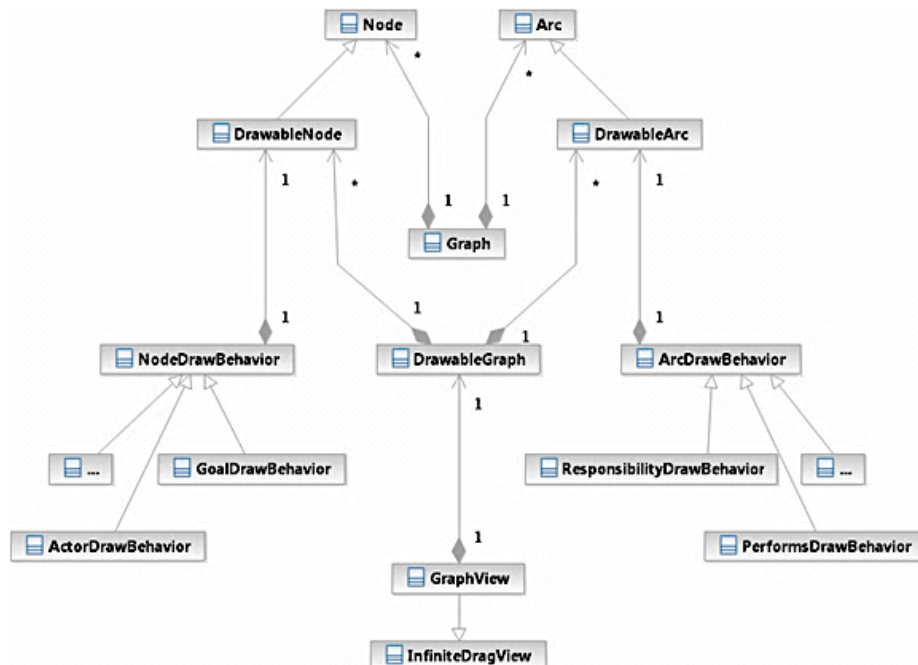 Node
Arc
*
*
DrawableNode
DrawableArc
1
*
*
1
1
1
Graph
1
1
1
1
1
NodeDrawBehavior
DrawableGraph
ArcDrawBehavior
1
...
GoalDrawBehavior
ResponsibilityDrawBehavior
...
ActorDrawBehavior
PerformsDrawBehavior
1
GraphView
InfiniteDragView